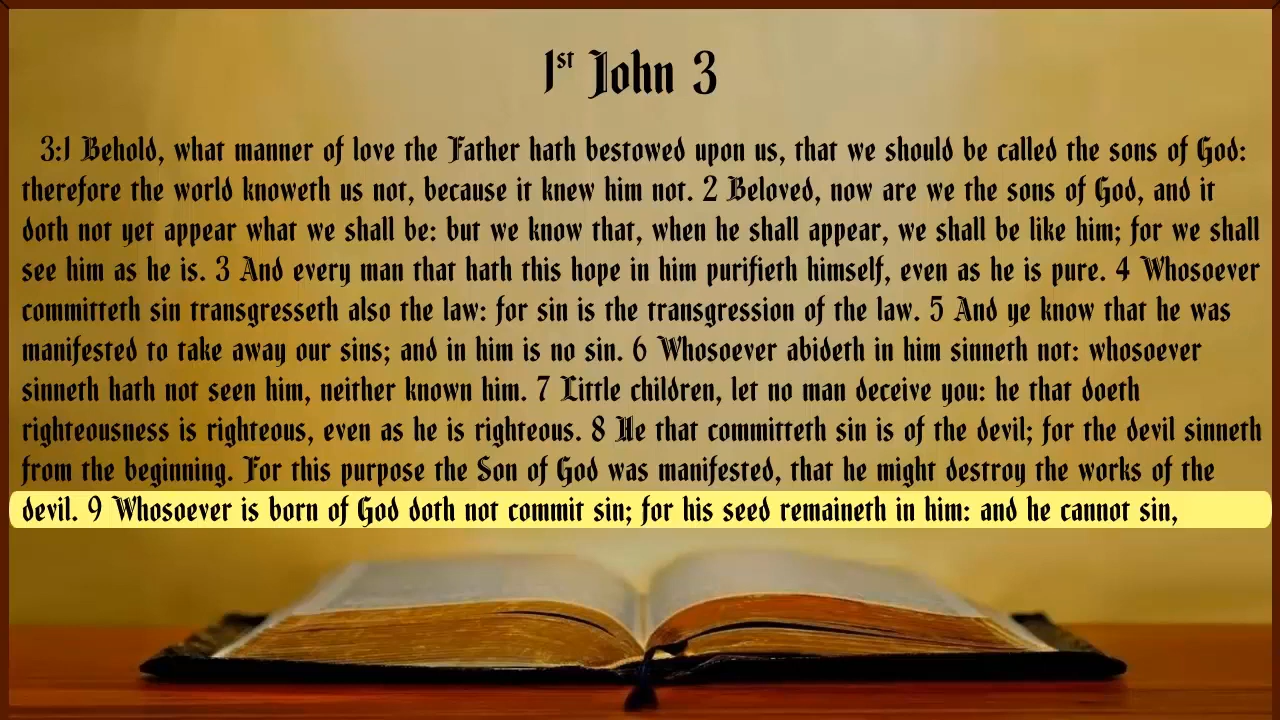 1st John 3
3:1 Behold, what manner of love the Father hath bestowed upon us, that we should be called the sons of God:
therefore the world knoweth us not, because it knew him not. 2 Beloved, now are we the sons of God, and it
doth not yet appear what we shall be: but we know that, when he shall appear, we shall be like him; for we shall
see him as he is. 3 And every man that hath this hope in him purifieth himself, even as he is pure. 4 Whosoever
committeth sin transgresseth also the law: for sin is the transgression of the law. 5 And ye know that he was
manifested to take away our sins; and in him is no sin. 6 Whosoever abideth in him sinneth not: whosoever
sinneth hath not seen him, neither known him. 7 Little children, let no man deceive you: he that doeth
righteousness is righteous, even as he is righteous. 8 He that committeth sin is of the devil; for the devil sinneth
from the beginning. For this purpose the Son of God was manifested, that he might destroy the works of the
devil. 9 Whosoever is born of God doth not commit sin; for his seed remaineth in him: and he cannot sin,